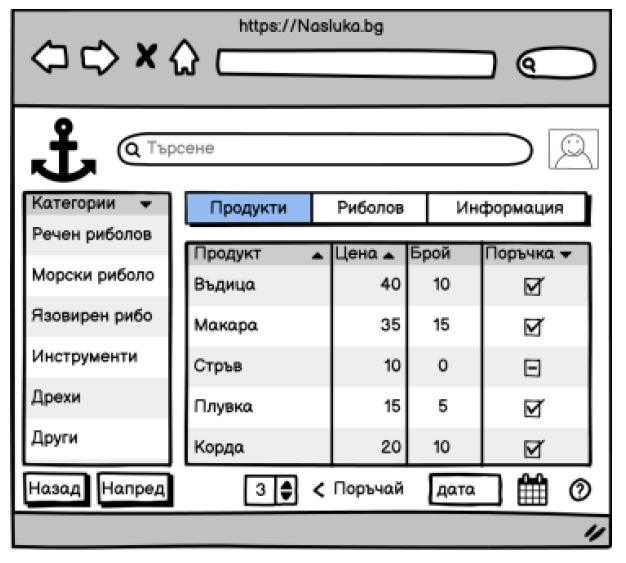 https://Nasluka.bg
Търсене
Категории
Речен риболов
Морски риболо
Язовирен рибо
Инструменти
Дрехи
Други
Продукти Риболов Информация
Продукт Цена Брой Поръчка
Въдица 40 10
Макара 35 15
Стръв 10 0
Плувка 15 5
Корда 20 10
Назад Напред 3 < Поръчай дата ?